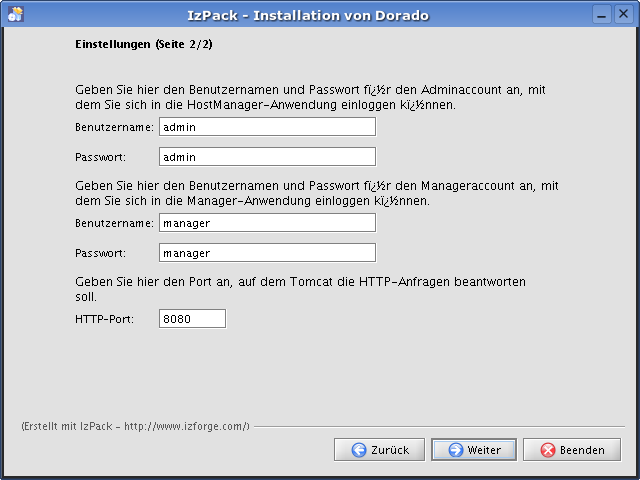 IzPack - Installation von Dorado
Einstellungen (Seite 2/2)
Geben Sie hier den Benutzernamen und Passwort fï¿½r den Adminaccount an, mit
dem Sie sich in die HostManager-Anwendung einloggen kï¿½nnen.
Benutzername: admin
Passwort: admin
Geben Sie hier den Benutzernamen und Passwort fï¿½r den Manageraccount an, mit
dem Sie sich in die Manager-Anwendung einloggen kï¿½nnen.
Benutzername: manager
Passwort: manager
Geben Sie hier den Port an, auf dem Tomcat die HTTP-Anfragen beantworten
soll.
HTTP-Port: 8080
(Erstellt mit IzPack - http://www.izforge.com/)
Zurück Weiter Beenden